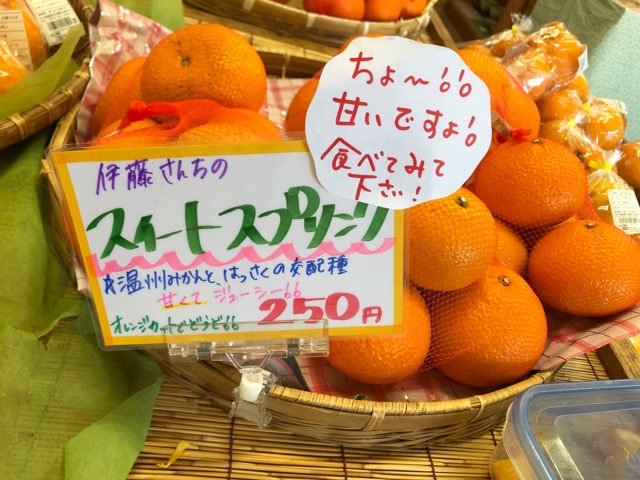 ちょ〜!!
甘いですよ!
食べてみて
下さい!
伊藤さんちの
スイートスプリング
*温州みかんと、はっさくの交配種
甘くて ジューシー!!
250円
オレンジカットでどうぞ!!